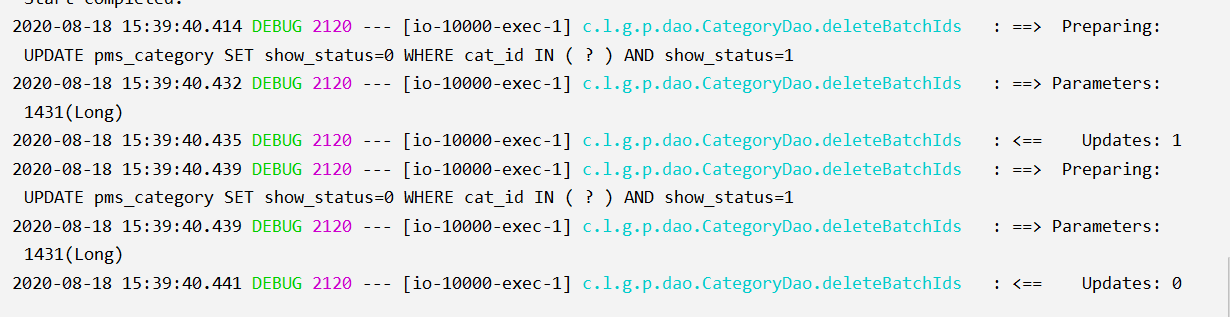 Start completed.
2020-08-18 15:39:40.414 DEBUG 2120 --- [io-10000-exec-1] c.l.g.p.dao.CategoryDao.deleteBatchIds : ==> Preparing:
UPDATE pms_category SET show_status=0 WHERE cat_id IN ( ? ) AND show_status=1
2020-08-18 15:39:40.432 DEBUG 2120 --- [io-10000-exec-1] c.l.g.p.dao.CategoryDao.deleteBatchIds : ==> Parameters:
1431(Long)
2020-08-18 15:39:40.435 DEBUG 2120 --- [io-10000-exec-1] c.l.g.p.dao.CategoryDao.deleteBatchIds : <== Updates: 1
2020-08-18 15:39:40.439 DEBUG 2120 --- [io-10000-exec-1] c.l.g.p.dao.CategoryDao.deleteBatchIds : ==> Preparing:
UPDATE pms_category SET show_status=0 WHERE cat_id IN ( ? ) AND show_status=1
2020-08-18 15:39:40.439 DEBUG 2120 --- [io-10000-exec-1] c.l.g.p.dao.CategoryDao.deleteBatchIds : ==> Parameters:
1431(Long)
2020-08-18 15:39:40.441 DEBUG 2120 --- [io-10000-exec-1] c.l.g.p.dao.CategoryDao.deleteBatchIds : <== Updates: 0